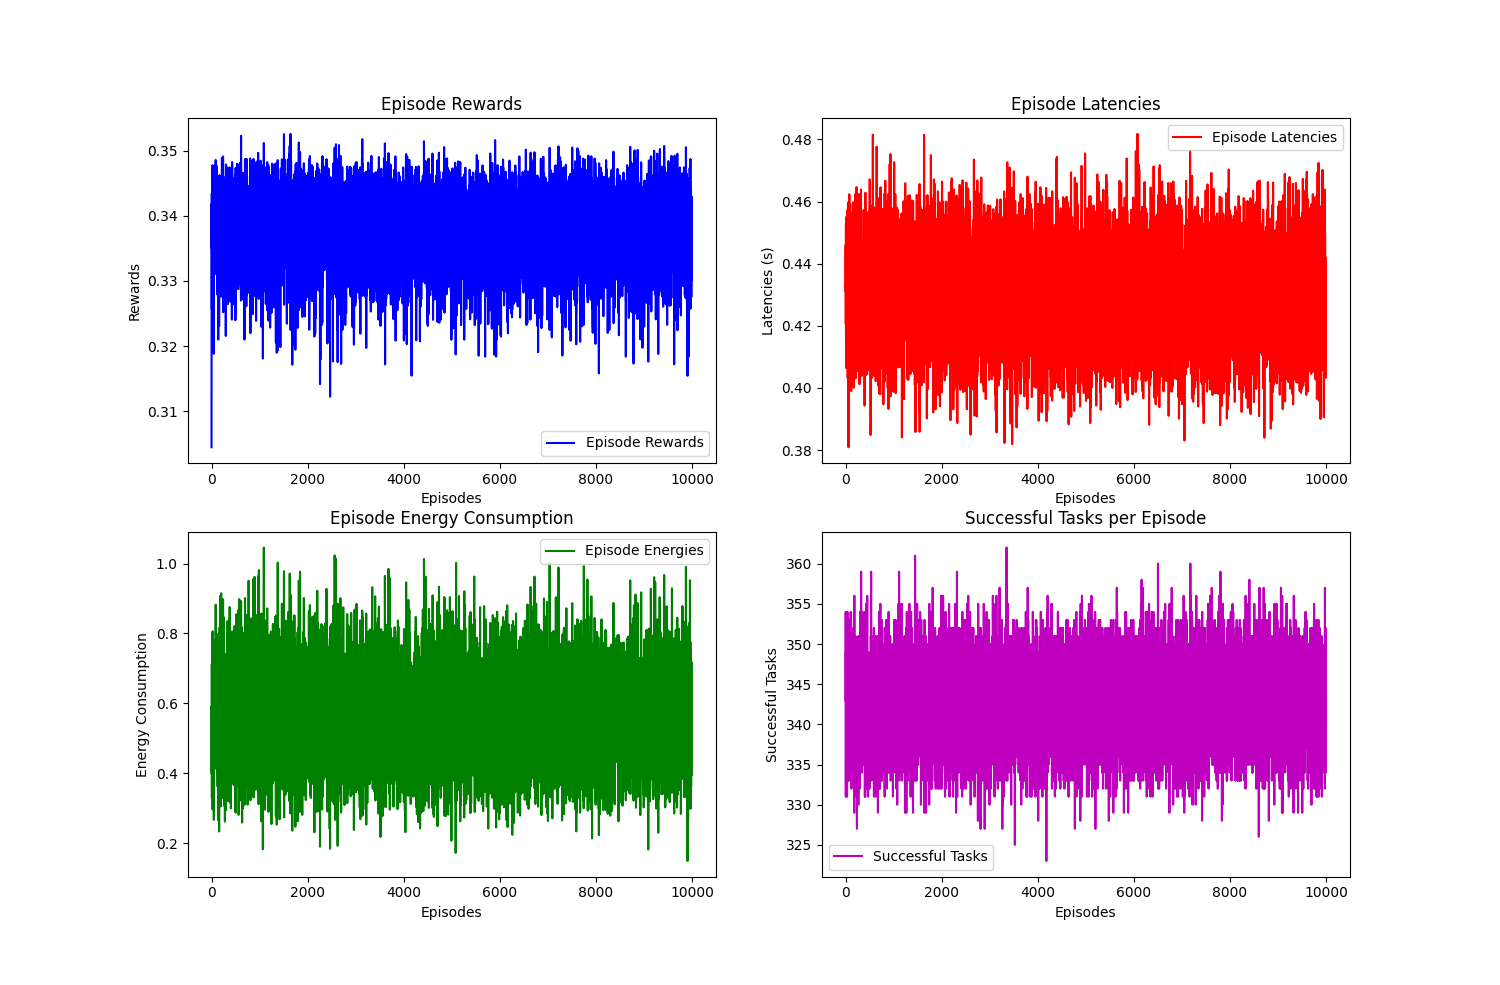 Episode Rewards
0.35
0.34
0.33
0.32
0.31
Rewards
Episode Rewards
0 2000 4000 6000 8000 10000
Episodes
Episode Latencies
0.48
0.46
0.44
0.42
0.40
0.38
Latencies (s)
Episode Latencies
0 2000 4000 6000 8000 10000
Episodes
Episode Energy Consumption
1.0
0.8
0.6
0.4
0.2
Energy Consumption
Episode Energies
0 2000 4000 6000 8000 10000
Episodes
Successful Tasks per Episode
360
355
350
345
340
335
330
325
Successful Tasks
Successful Tasks
0 2000 4000 6000 8000 10000
Episodes